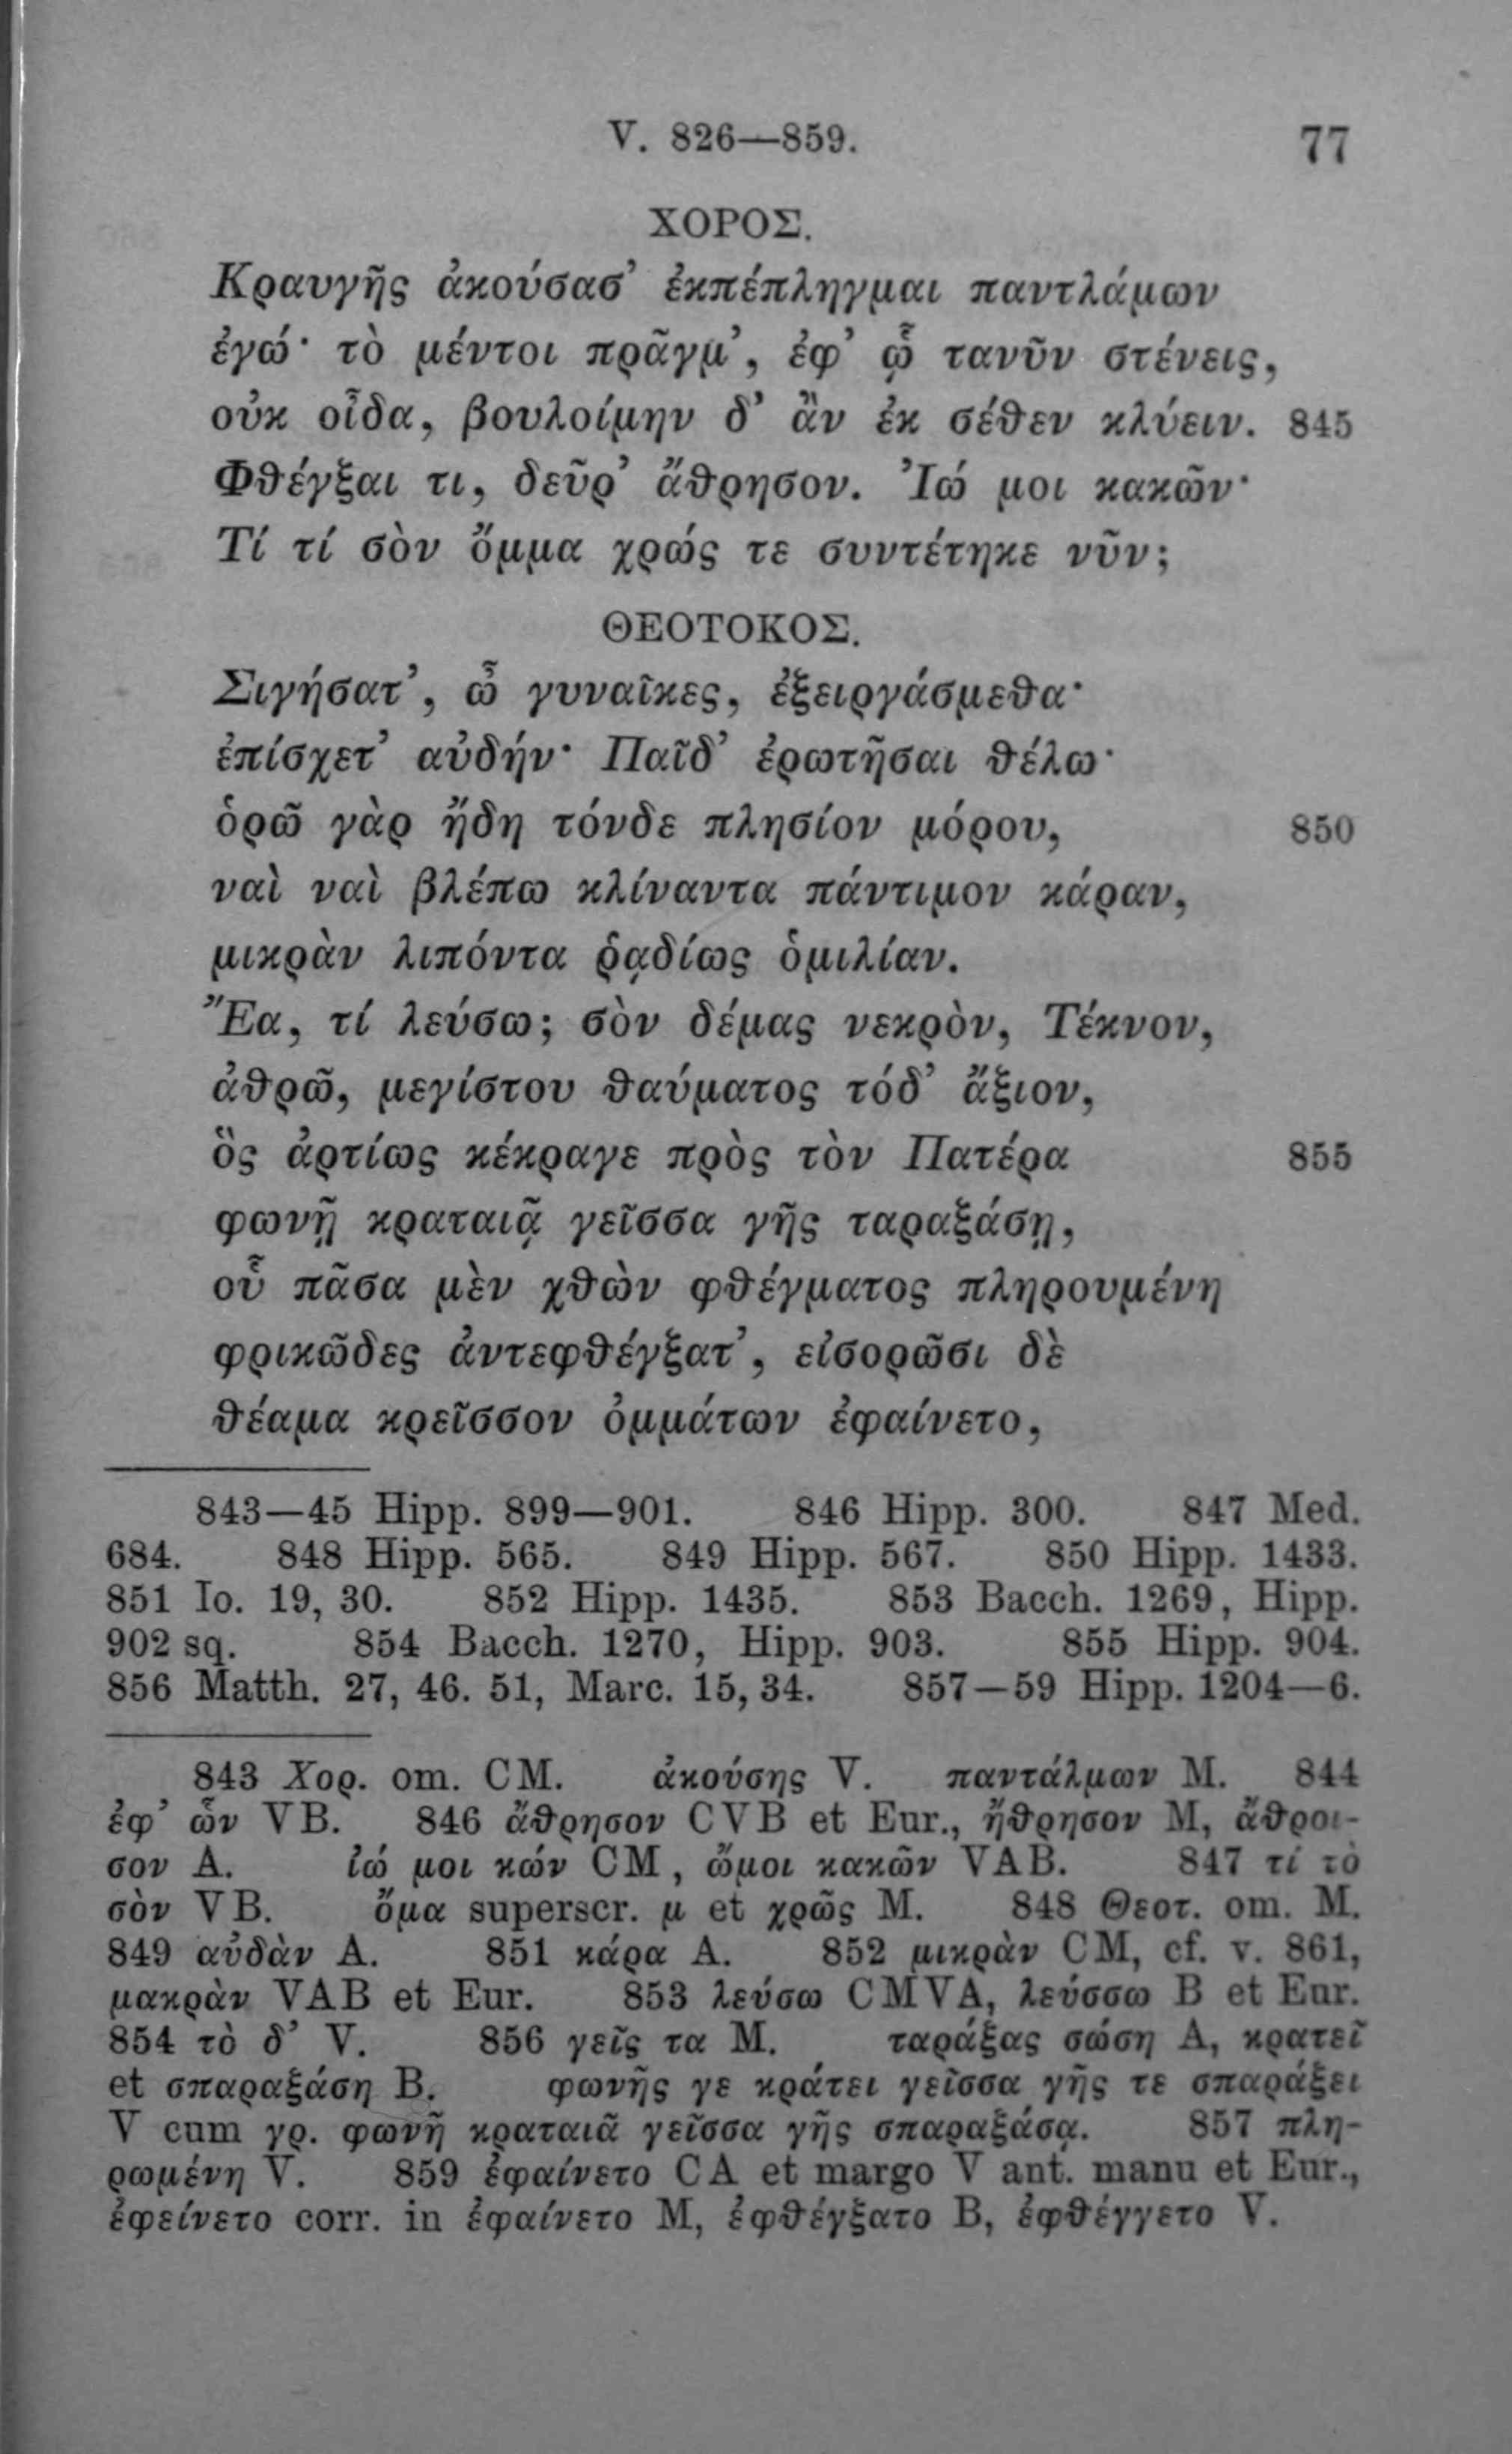 V. 826—859. 77
ΧΟΡΟΣ.
Κραυγῆς ἀκούσασ’ ἐκπέπληγμαι παντλάμων
ἐγώ· τὸ μέντοι πρᾶγμ’, ἐφ’ ᾧ τανῦν στένεις,
οὐκ οἶδα, βουλοίμην δ’ ἂν ἐκ σέθεν κλύειν. 845
Φθέγξαι τι, δεῦρ’ ἄθρησον. Ἰώ μοι κακῶν·
Τί τί σὸν ὄμμα χρώς τε συντέτηκε νῦν;
ΘΕΟΤΟΚΟΣ.
Σιγήσατ’, ὦ γυναῖκες, ἐξειργάσμεθα·
ἐπίσχετ’ αὐδήν· Παῖδ’ ἐρωτῆσαι θέλω·
ὁρῶ γὰρ ἤδη τόνδε πλησίον μόρου, 850
ναὶ ναὶ βλέπω κλίναντα πάντιμον κάραν,
μικρὰν λιπόντα ῥᾳδίως ὁμιλίαν.
Ἔα, τί λεύσω; σὸν δέμας νεκρὸν, Τέκνον,
ἀθρῶ, μεγίστου θαύματος τόδ’ ἄξιον,
ὃς ἀρτίως κέκραγε πρὸς τὸν Πατέρα 855
φωνῇ κραταιᾷ γεῖσσα γῆς ταραξάσῃ,
οὗ πᾶσα μὲν χθὼν φθέγματος πληρουμένη
φρικῶδες ἀντεφθέγξατ’, εἰσορῶσι δὲ
θέαμα κρεῖσσον ὀμμάτων ἐφαίνετο,
843—45 Hipp. 899—901. 846 Hipp. 300. 847 Med.
684. 848 Hipp. 565. 849 Hipp. 567. 850 Hipp. 1433.
851 Io. 19, 30. 852 Hipp. 1435. 853 Bacch. 1269, Hipp.
902 sq. 854 Bacch. 1270, Hipp. 903. 855 Hipp. 904.
856 Matth. 27, 46. 51, Marc. 15, 34. 857—59 Hipp. 1204—6.
843 Χορ. om. CM. ἀκούσης V. παντάλμων M. 844
ἐφ’ ὧν VB. 846 ἄθρησον CVB et Eur., ἤθρησον M, ἄθροι-
σον A. ἰώ μοι κών CM, ὤμοι κακῶν VAB. 847 τί τὸ
σὸν VB. ὄμα superscr. μ et χρῶς M. 848 Θεοτ. om. M.
849 αὐδὰν A. 851 κάρα A. 852 μικρὰν CM, cf. v. 861,
μακρὰν VAB et Eur. 853 λεύσω CMVA, λεύσσω B et Eur.
854 τὸ δ’ V. 856 γεῖς τα M. ταράξας σώση A, κρατεῖ
et σπαραξάση B. φωνῆς γε κράτει γεῖσσα γῆς τε σπαράξει
V cum γρ. φωνῇ κραταιᾶ γεῖσσα γῆς σπαραξάσᾳ. 857 πλη-
ρωμένη V. 859 ἐφαίνετο CA et margo V ant. manu et Eur.,
ἐφείνετο corr. in ἐφαίνετο M, ἐφθέγξατο B, ἐφθέγγετο V.